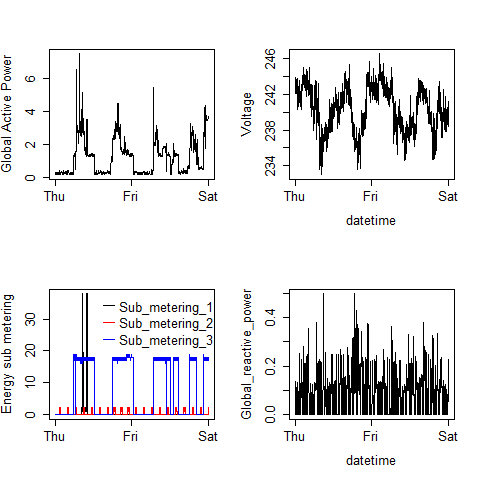 Global Active Power
0 2 4 6
Thu Fri Sat
Voltage
234 238 242 246
Thu Fri Sat
datetime
Energy sub metering
0 10 20 30
Sub_metering_1
Sub_metering_2
Sub_metering_3
Thu Fri Sat
Global_reactive_power
0.0 0.2 0.4
Thu Fri Sat
datetime